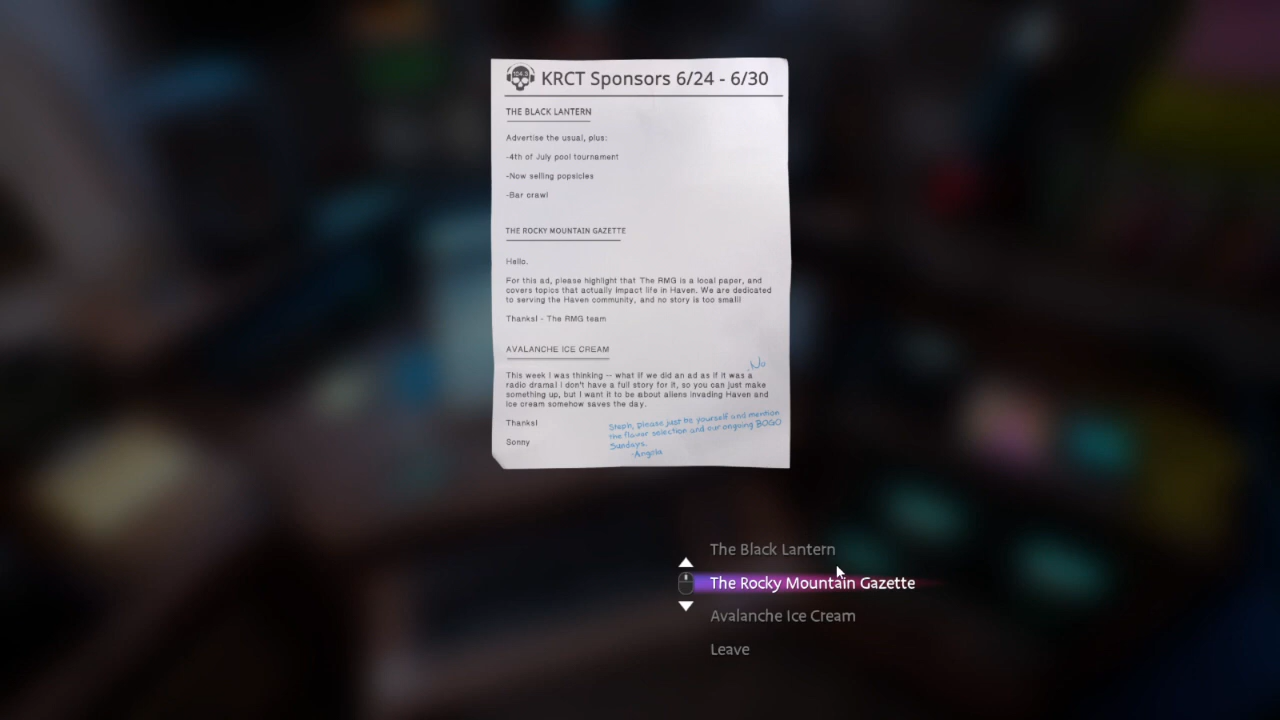 104.3
KRCT Sponsors 6/24 - 6/30
THE BLACK LANTERN
Advertise the usual, plus:
-4th of July pool tournament
-Now selling popsicles
-Bar crawl
THE ROCKY MOUNTAIN GAZETTE
Hello.
For this ad, please highlight that The RMG is a local paper, and
covers topics that actually impact life in Haven. We are dedicated
to serving the Haven community, and no story is too small!
Thanks! - The RMG team
AVALANCHE ICE CREAM
No
This week I was thinking -- what if we did an ad as if it was a
radio drama! I don't have a full story for it, so you can just make
something up, but I want it to be about aliens invading Haven and
ice cream somehow saves the day.
Thanks!
Sonny
Steph, please just be yourself and mention
the flavor selection and our ongoing BOGO
Sundays.
-Angela
The Black Lantern
The Rocky Mountain Gazette
Avalanche Ice Cream
Leave